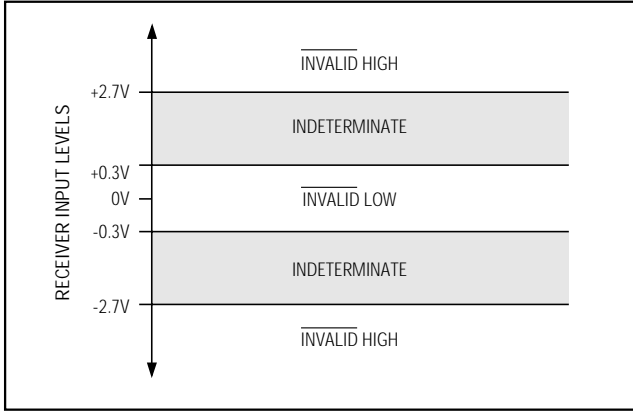 INVALID HIGH
+2.7V
INDETERMINATE
+0.3V
0V
INVALID LOW
-0.3V
INDETERMINATE
-2.7V
INVALID HIGH
RECEIVER INPUT LEVELS